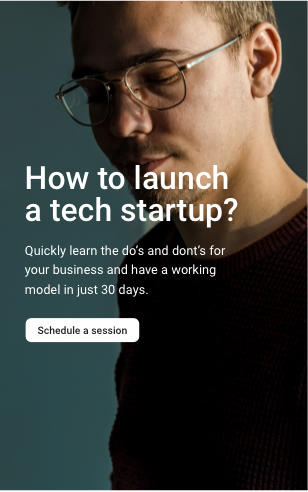 How to launch
a tech startup?
Quickly learn the do's and dont's for
your business and have a working
model in just 30 days.
Schedule a session